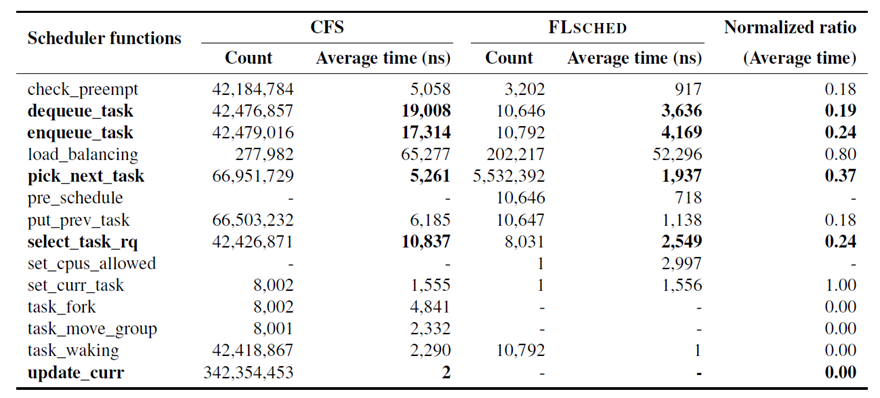 Scheduler functions CFS FLSCHED Normalized ratio
Count Average time (ns) Count Average time (ns) (Average time)
check_preempt 42,184,784 5,058 3,202 917 0.18
dequeue_task 42,476,857 19,008 10,646 3,636 0.19
enqueue_task 42,479,016 17,314 10,792 4,169 0.24
load_balancing 277,982 65,277 202,217 52,296 0.80
pick_next_task 66,951,729 5,261 5,532,392 1,937 0.37
pre_schedule - - 10,646 718 -
put_prev_task 66,503,232 6,185 10,647 1,138 0.18
select_task_rq 42,426,871 10,837 8,031 2,549 0.24
set_cpus_allowed - - 1 2,997 -
set_curr_task 8,002 1,555 1 1,556 1.00
task_fork 8,002 4,841 - - 0.00
task_move_group 8,001 2,332 - - 0.00
task_waking 42,418,867 2,290 10,792 1 0.00
update_curr 342,354,453 2 - - 0.00